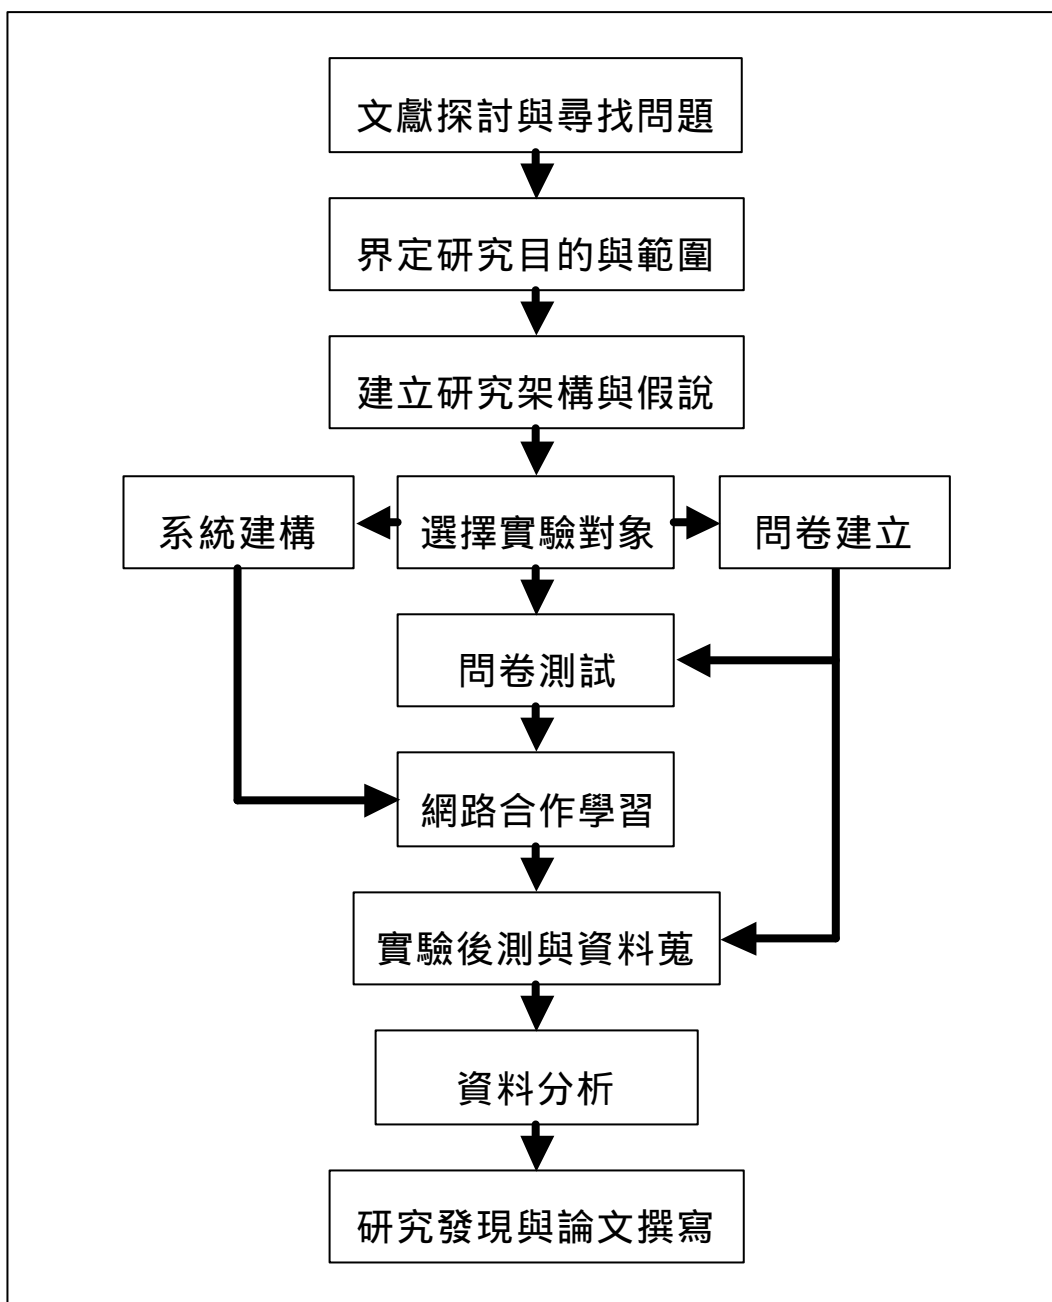 文獻探討與尋找問題
界定研究目的與範圍
建立研究架構與假說
系統建構
選擇實驗對象
問卷建立
問卷測試
網路合作學習
實驗後測與資料蒐
資料分析
研究發現與論文撰寫